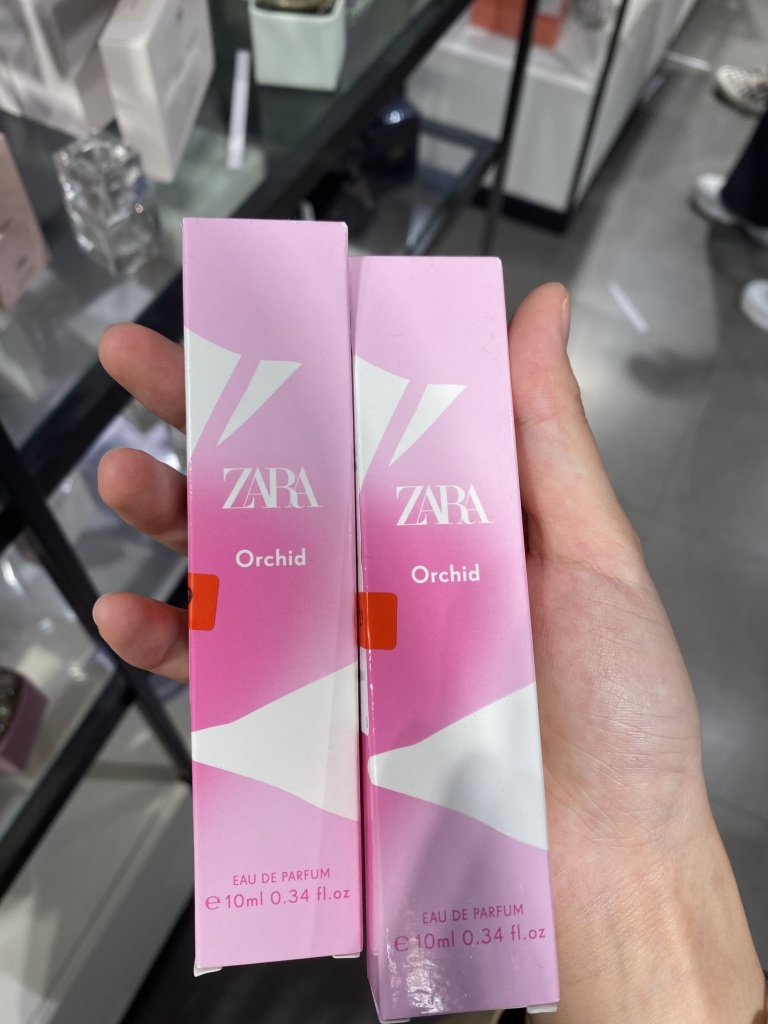 ZARA
Orchid
EAU DE PARFUM
℮10ml 0.34 fl.oz
ZARA
Orchid
EAU DE PARFUM
℮10ml 0.34 fl.oz